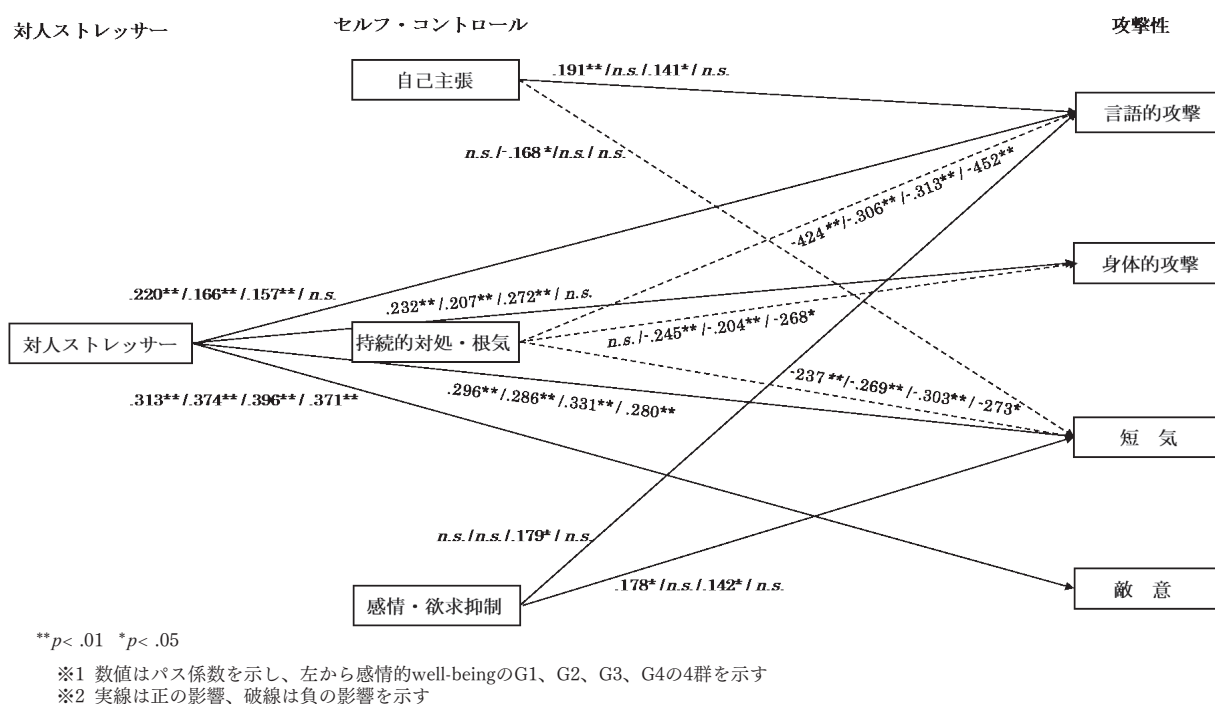 対人ストレッサー
セルフ・コントロール
攻撃性
自己主張
.191**/n.s./.141*/ n.s.
言語的攻撃
n.s./-.168*/n.s./ n.s.
-424**/-.306**/-.313**/-452**
身体的攻撃
.220**/.166**/.157**/ n.s.
.232**/.207**/.272**/ n.s.
対人ストレッサー
持続的対処・根気
n.s./-.245**/-.204**/-268*
-237**/-.269**/-.303**/-273*
.313**/.374**/.396**/.371**
.296**/.286**/.331**/.280**
短 気
n.s./n.s./.179*/ n.s.
.178*/n.s./.142*/ n.s.
敵 意
感情・欲求抑制
**p< .01 *p< .05
※1 数値はパス係数を示し、左から感情的well-beingのG1、G2、G3、G4の4群を示す
※2 実線は正の影響、破線は負の影響を示す